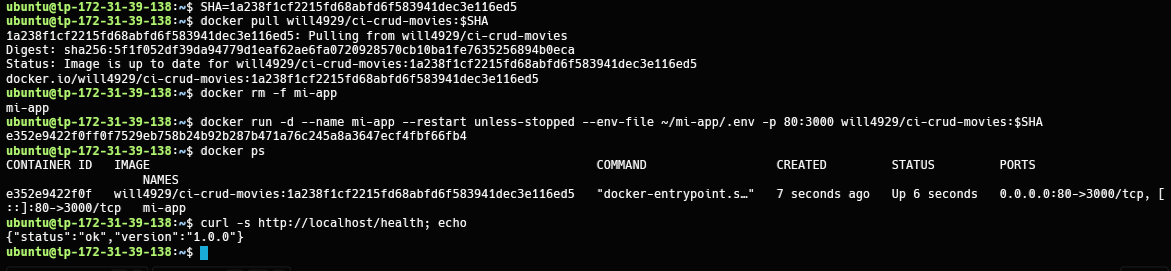 ubuntu@ip-172-31-39-138:~$ SHA=1a238f1cf2215fd68abfd6f583941dec3e116ed5
ubuntu@ip-172-31-39-138:~$ docker pull will4929/ci-crud-movies:$SHA
1a238f1cf2215fd68abfd6f583941dec3e116ed5: Pulling from will4929/ci-crud-movies
Digest: sha256:5f1f052df39da94779d1eaf62ae6fa0720928570cb10ba1fe7635256894b0eca
Status: Image is up to date for will4929/ci-crud-movies:1a238f1cf2215fd68abfd6f583941dec3e116ed5
docker.io/will4929/ci-crud-movies:1a238f1cf2215fd68abfd6f583941dec3e116ed5
ubuntu@ip-172-31-39-138:~$ docker rm -f mi-app
mi-app
ubuntu@ip-172-31-39-138:~$ docker run -d --name mi-app --restart unless-stopped --env-file ~/mi-app/.env -p 80:3000 will4929/ci-crud-movies:$SHA
e352e9422f0ff0f7529eb758b24b92b287b471a76c245a8a3647ecf4fbf66fb4
ubuntu@ip-172-31-39-138:~$ docker ps
CONTAINER ID   IMAGE                                                              COMMAND                  CREATED         STATUS         PORTS
                   NAMES
e352e9422f0f   will4929/ci-crud-movies:1a238f1cf2215fd68abfd6f583941dec3e116ed5   "docker-entrypoint.s…"   7 seconds ago   Up 6 seconds   0.0.0.0:80->3000/tcp, [
::]:80->3000/tcp   mi-app
ubuntu@ip-172-31-39-138:~$ curl -s http://localhost/health; echo
{"status":"ok","version":"1.0.0"}
ubuntu@ip-172-31-39-138:~$